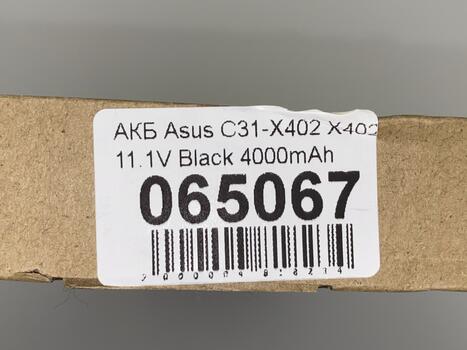 АКБ Asus C31-X402 X402
11.1V Black 4000mAh
065067